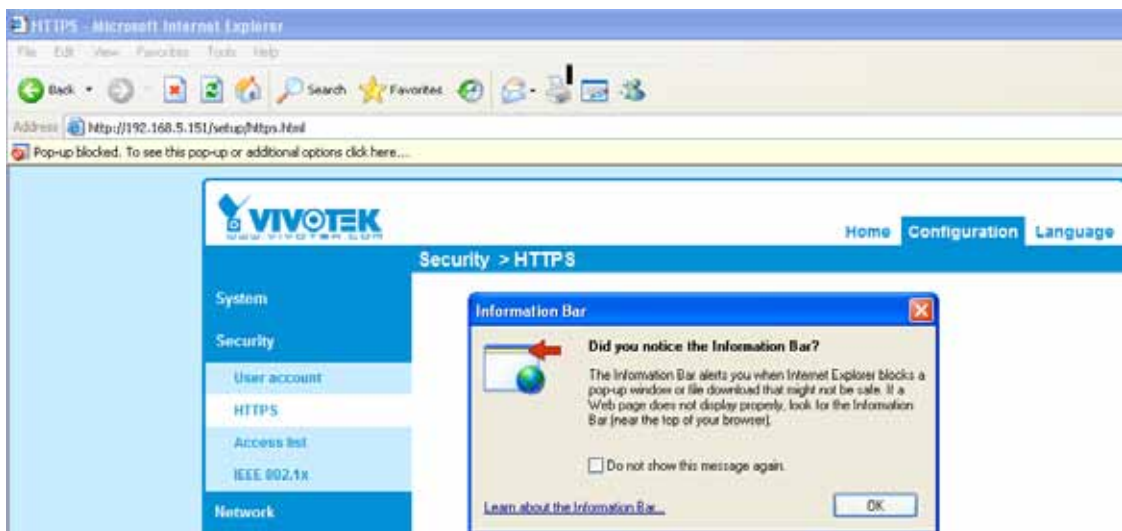 HTTPS - Microsoft Internet Explorer
File Edit View Favorites Tools Help
Back Search Favorites
Address http://192.168.5.151/setup/https.html
Pop-up blocked. To see this pop-up or additional options click here....
VIVOTEK
WWW.VIVOTEK.COM
Home Configuration Language
Security > HTTPS
System
Security
User account
HTTPS
Access list
IEEE 802.1x
Network
Information Bar
Did you notice the Information Bar?
The Information Bar alerts you when Internet Explorer blocks a
pop-up window or file download that might not be safe. If a
Web page does not display properly, look for the Information
Bar (near the top of your browser).
Do not show this message again.
Learn about the Information Bar...
OK